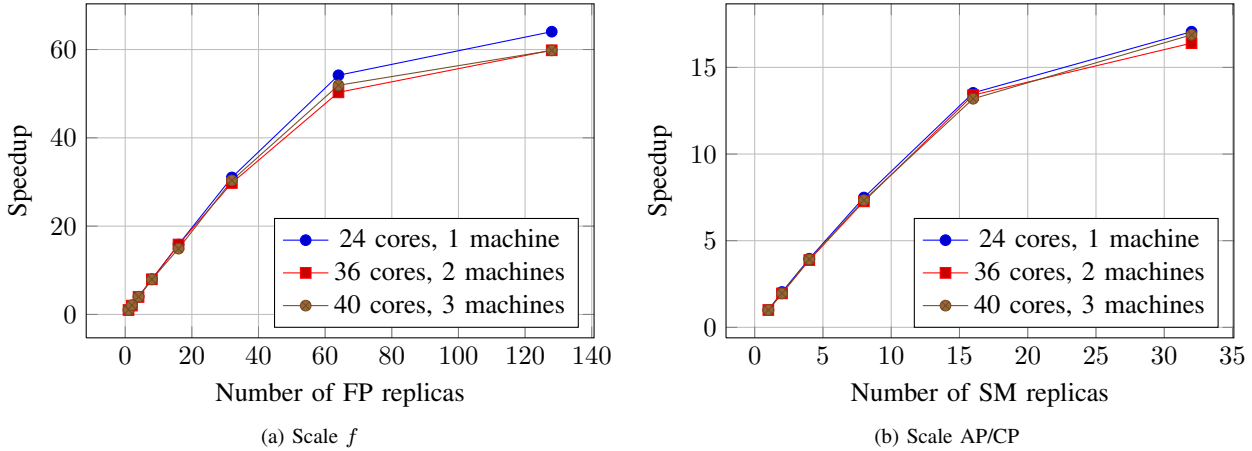 60
40
20
0
Speedup
24 cores, 1 machine
36 cores, 2 machines
40 cores, 3 machines
0 20 40 60 80 100 120 140
Number of FP replicas
(a) Scale f
15
10
5
0
Speedup
24 cores, 1 machine
36 cores, 2 machines
40 cores, 3 machines
0 5 10 15 20 25 30 35
Number of SM replicas
(b) Scale AP/CP